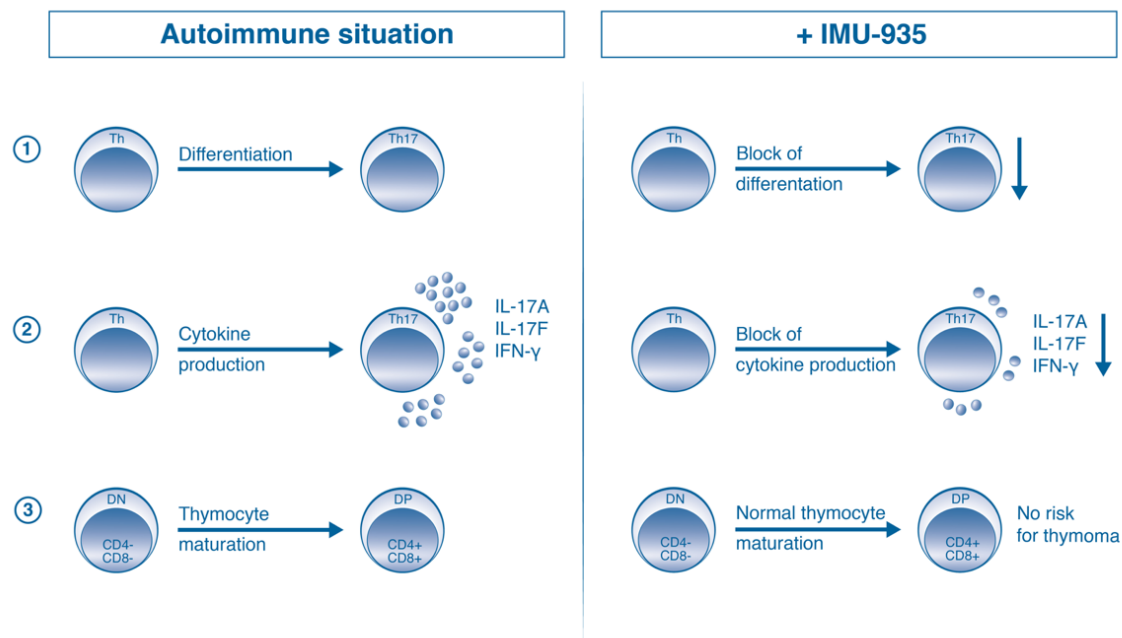 Autoimmune situation
+ IMU-935
1
Th
Differentiation
Th17
Th
Block of
differentation
Th17
2
Th
Cytokine
production
Th17
IL-17A
IL-17F
IFN-γ
Th
Block of
cytokine production
Th17
IL-17A
IL-17F
IFN-γ
3
DN
CD4-
CD8-
Thymocyte
maturation
DP
CD4+
CD8+
DN
CD4-
CD8-
Normal thymocyte
maturation
DP
CD4+
CD8+
No risk
for thymoma